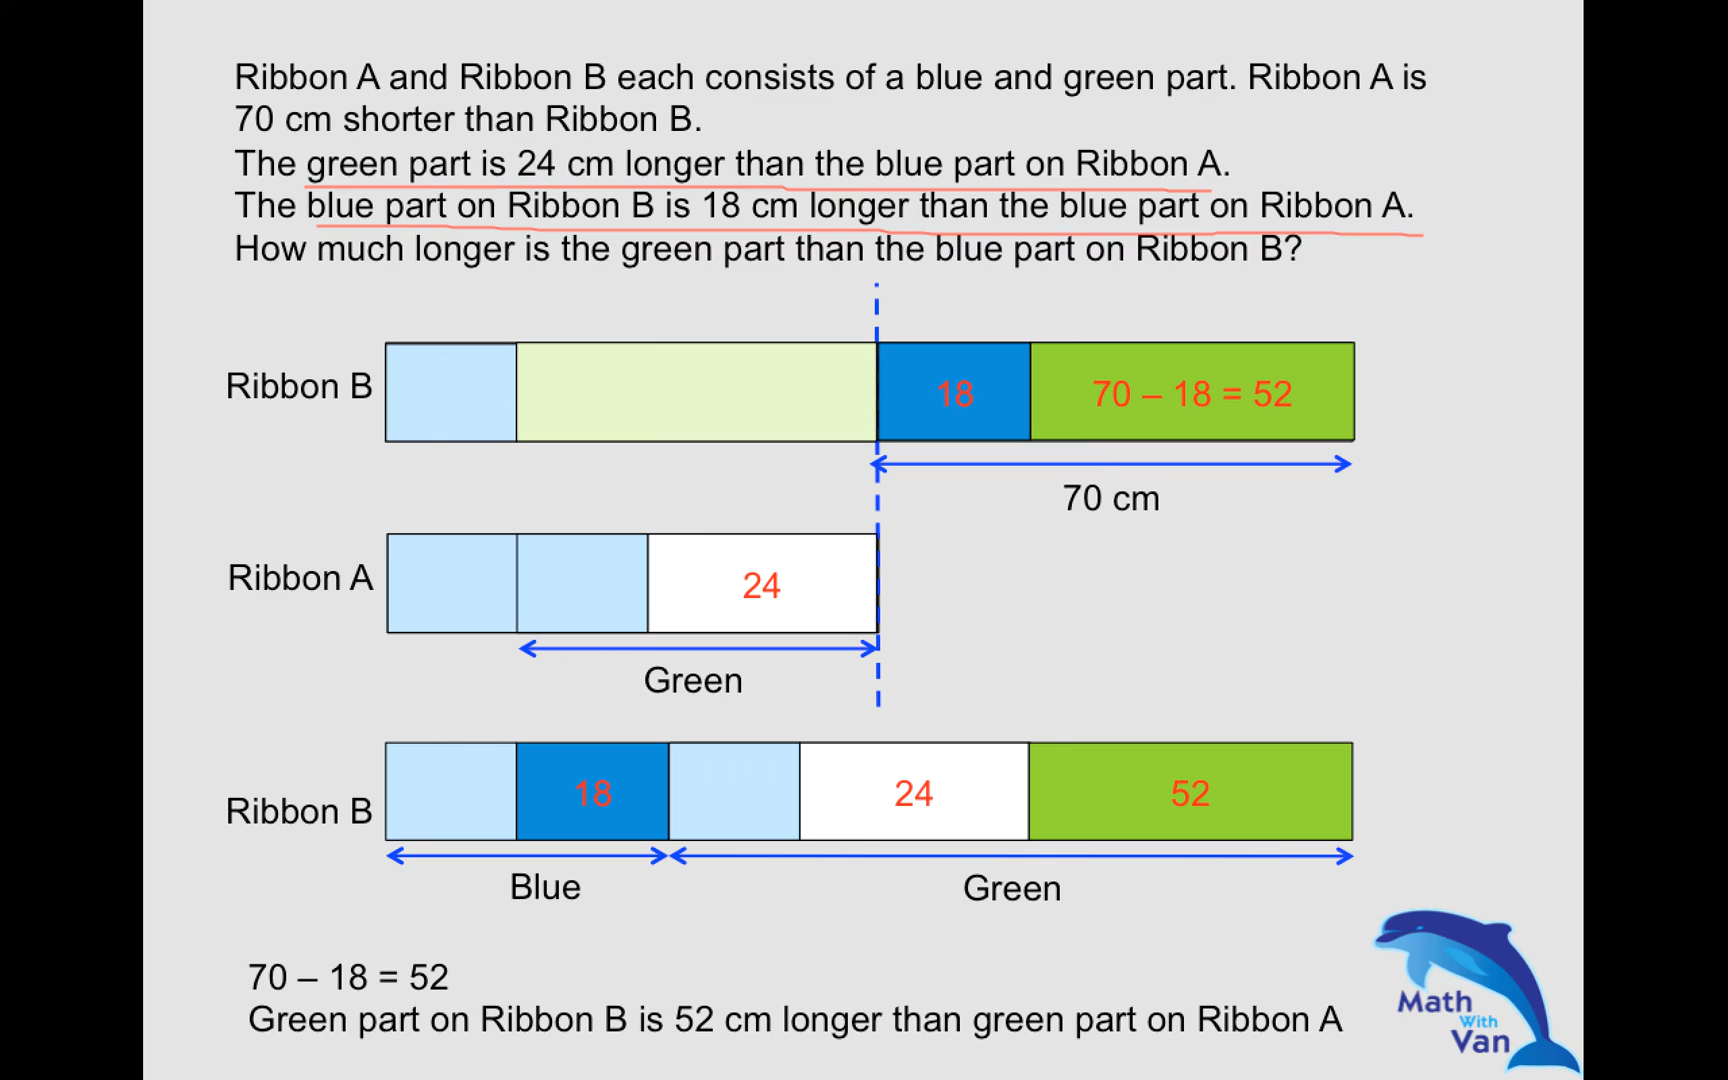 Ribbon A and Ribbon B each consists of a blue and green part. Ribbon A is
70 cm shorter than Ribbon B.
The green part is 24 cm longer than the blue part on Ribbon A.
The blue part on Ribbon B is 18 cm longer than the blue part on Ribbon A.
How much longer is the green part than the blue part on Ribbon B?
Ribbon B
18
70 – 18 = 52
70 cm
Ribbon A
24
Green
Ribbon B
18
24
52
Blue
Green
70 – 18 = 52
Green part on Ribbon B is 52 cm longer than green part on Ribbon A
Math
With
Van